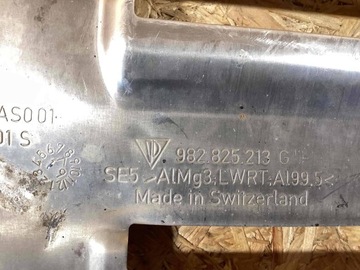 AS001
01 S
982.825.213 G
SE5 >AlMg3.LWRT.Al99.5<
Made in Switzerland